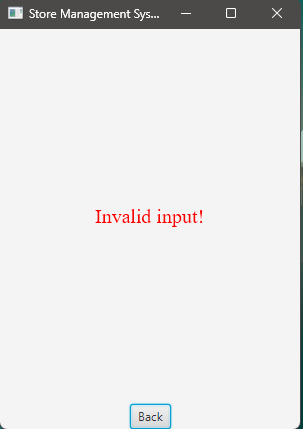 Store Management Sys...
Invalid input!
Back